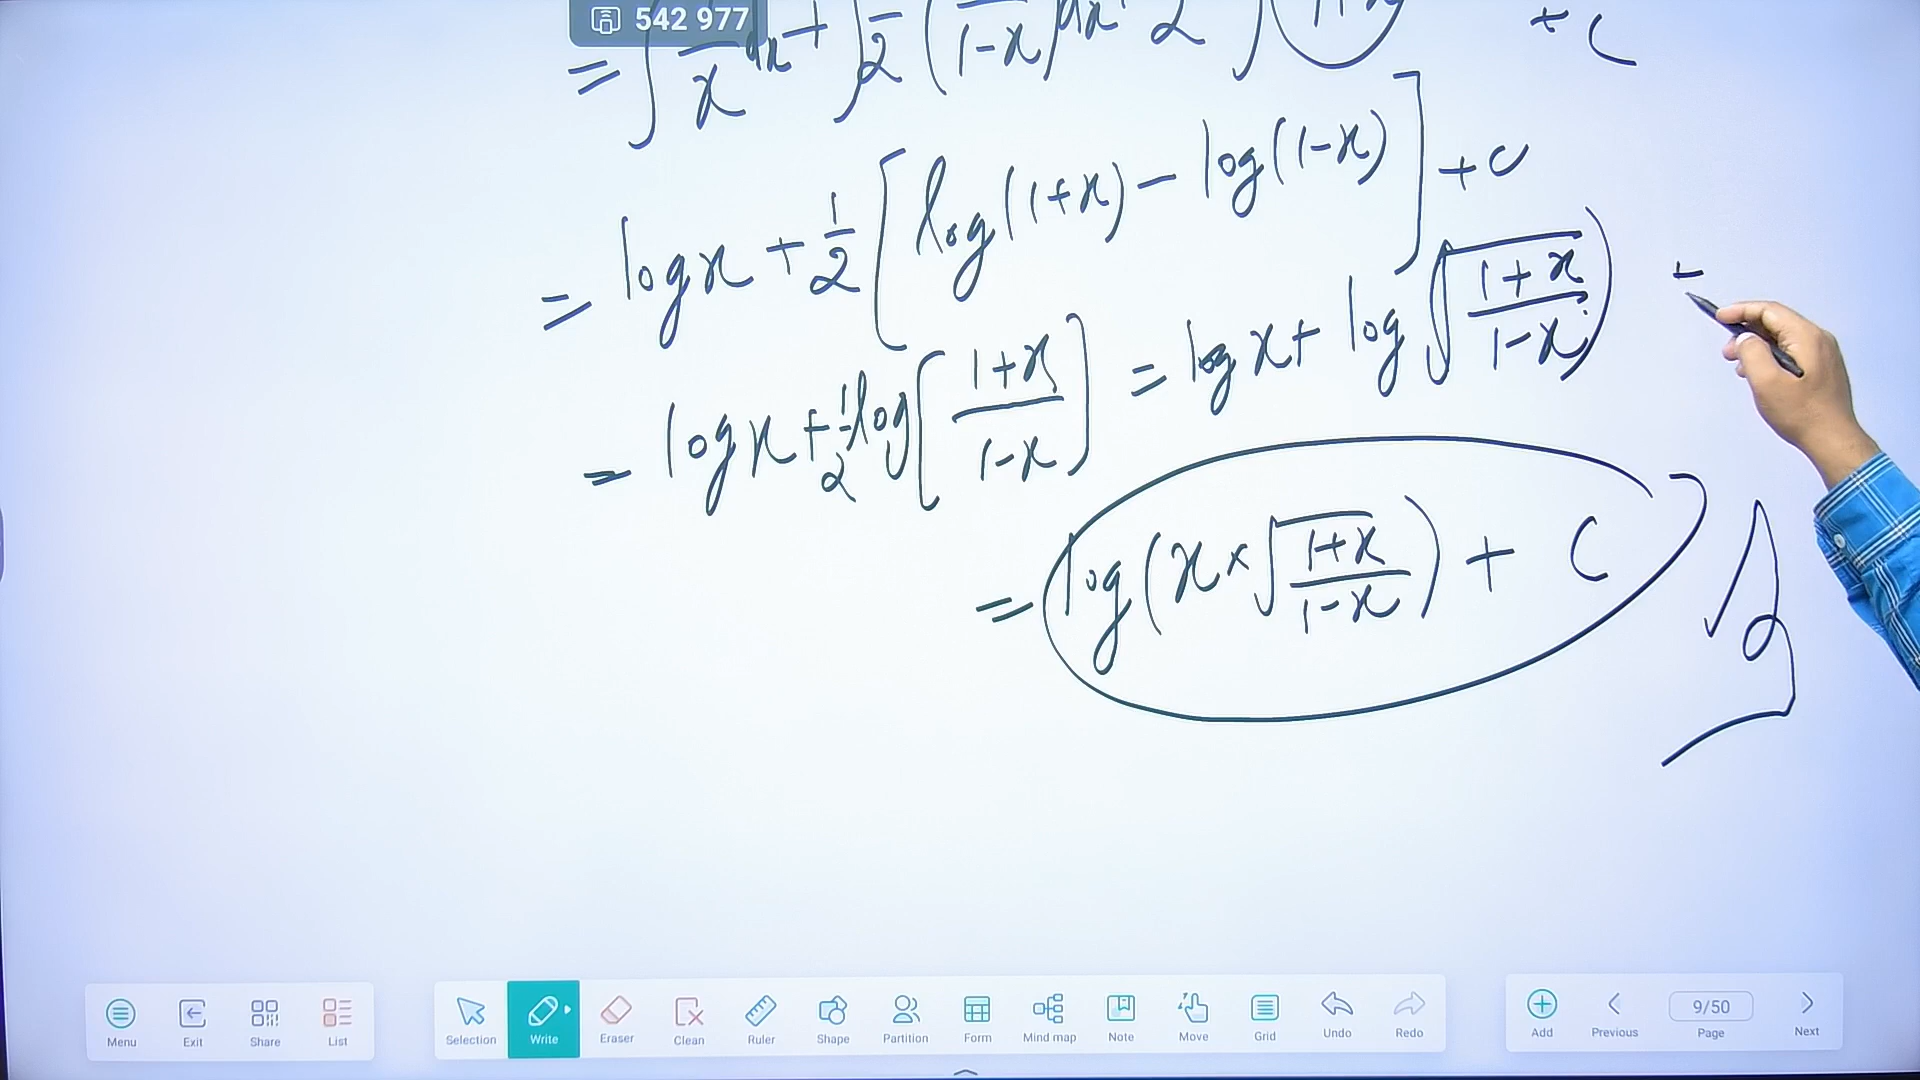 542 977
= ∫ 1/x dx + ∫ 1/2 (1/1-x) dx + C
= log x + 1/2 [log(1+x) - log(1-x)] + C
= log x + 1/2 log[1+x/1-x] = log x + log √(1+x/1-x)
= log(x × √1+x/1-x) + C
Menu Exit Share List Selection Write Eraser Clean Ruler Shape Partition Form Mind map Note Move Grid Undo Redo Add Previous 9/50 Page Next